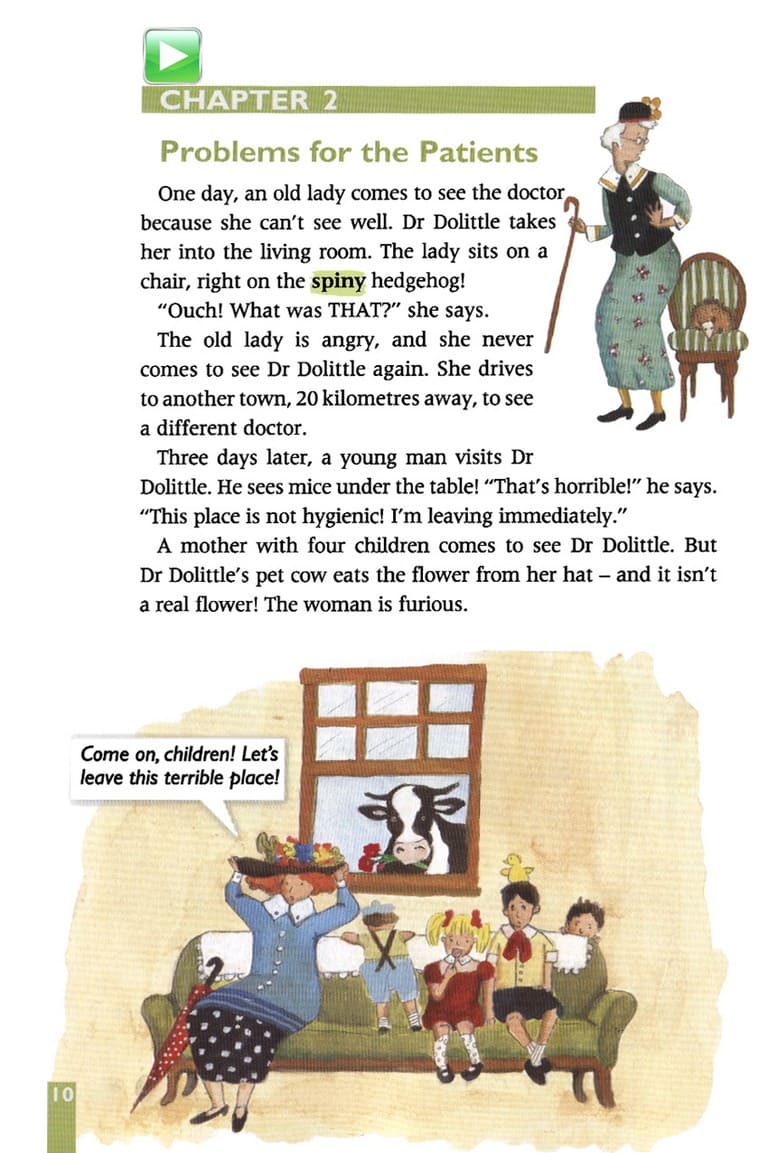 CHAPTER 2
Problems for the Patients
One day, an old lady comes to see the doctor
because she can't see well. Dr Dolittle takes
her into the living room. The lady sits on a
chair, right on the spiny hedgehog!
"Ouch! What was THAT?" she says.
The old lady is angry, and she never
comes to see Dr Dolittle again. She drives
to another town, 20 kilometres away, to see
a different doctor.
Three days later, a young man visits Dr
Dolittle. He sees mice under the table! "That's horrible!" he says.
"This place is not hygienic! I'm leaving immediately."
A mother with four children comes to see Dr Dolittle. But
Dr Dolittle's pet cow eats the flower from her hat – and it isn't
a real flower! The woman is furious.
Come on, children! Let's
leave this terrible place!
10